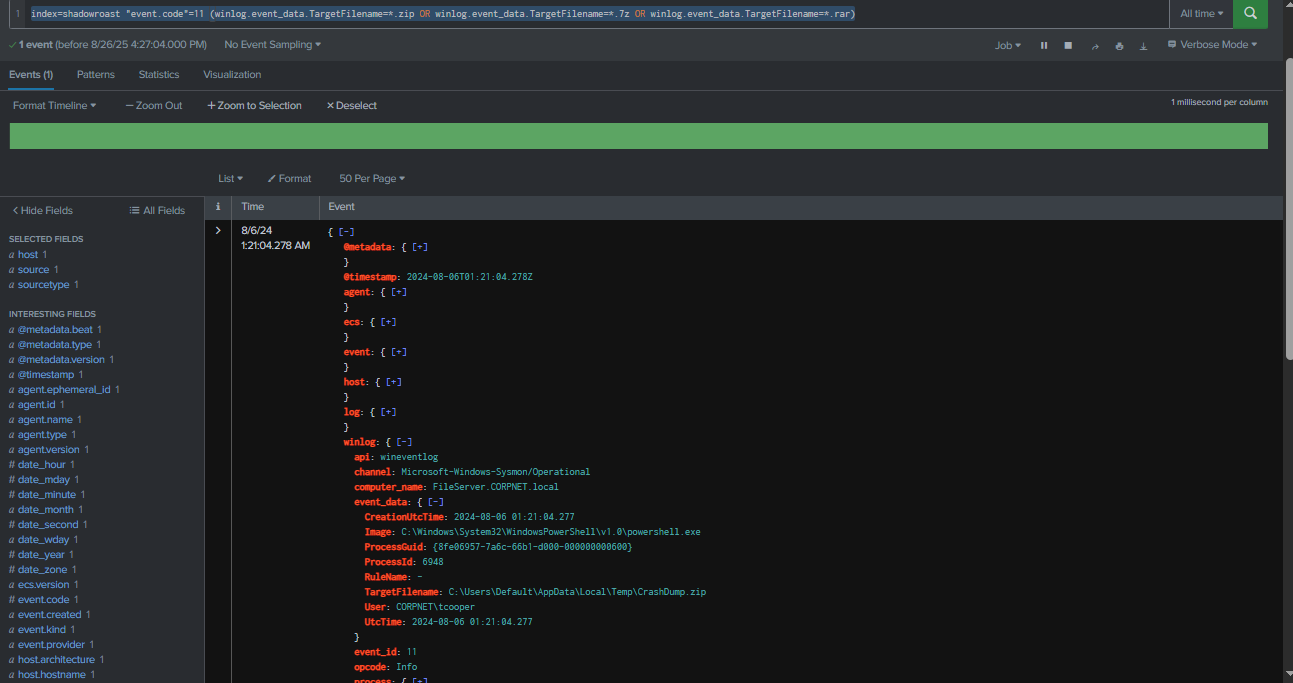 1 index=shadowroast "event.code"=11 (winlog.event_data.TargetFilename=*.zip OR winlog.event_data.TargetFilename=*.7z OR winlog.event_data.TargetFilename=*.rar)
All time
1 event (before 8/26/25 4:27:04.000 PM) No Event Sampling
Job Verbose Mode
Events (1) Patterns Statistics Visualization
Format Timeline — Zoom Out + Zoom to Selection × Deselect
1 millisecond per column
List Format 50 Per Page
< Hide Fields All Fields
i Time Event
SELECTED FIELDS
a host 1
a source 1
a sourcetype 1
INTERESTING FIELDS
a @metadata.beat 1
a @metadata.type 1
a @metadata.version 1
a @timestamp 1
a agent.ephemeral_id 1
a agent.id 1
a agent.name 1
a agent.type 1
a agent.version 1
# date_hour 1
# date_mday 1
# date_minute 1
a date_month 1
# date_second 1
a date_wday 1
# date_year 1
# date_zone 1
a ecs.version 1
# event.code 1
a event.created 1
a event.kind 1
a event.provider 1
a host.architecture 1
a host.hostname 1
> 8/6/24
1:21:04.278 AM
{ [-]
@metadata: { [+]
}
@timestamp: 2024-08-06T01:21:04.278Z
agent: { [+]
}
ecs: { [+]
}
event: { [+]
}
host: { [+]
}
log: { [+]
}
winlog: { [-]
api: wineventlog
channel: Microsoft-Windows-Sysmon/Operational
computer_name: FileServer.CORPNET.local
event_data: { [-]
CreationUtcTime: 2024-08-06 01:21:04.277
Image: C:\Windows\System32\WindowsPowerShell\v1.0\powershell.exe
ProcessGuid: {8fe06957-7a6c-66b1-d000-000000000600}
ProcessId: 6948
RuleName: -
TargetFilename: C:\Users\Default\AppData\Local\Temp\CrashDump.zip
User: CORPNET\tcooper
UtcTime: 2024-08-06 01:21:04.277
}
event_id: 11
opcode: Info
process: { [+]